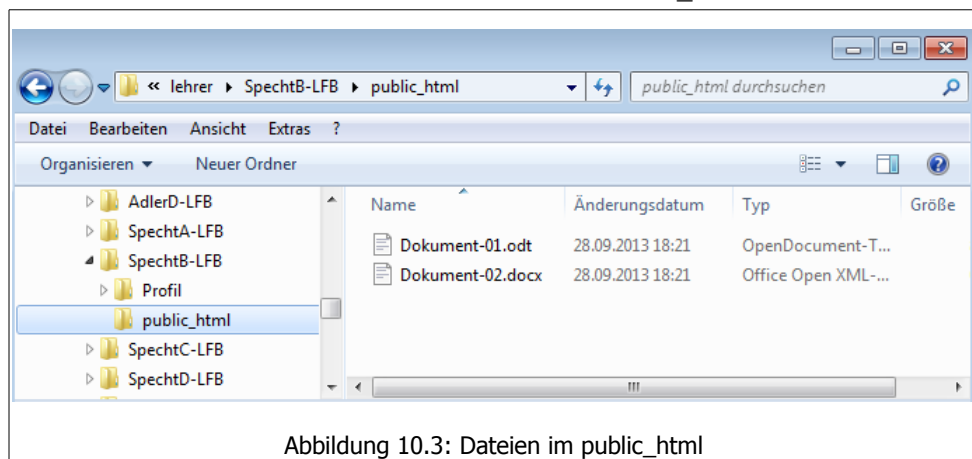 « lehrer ▸ SpechtB-LFB ▸ public_html
public_html durchsuchen
Datei Bearbeiten Ansicht Extras ?
Organisieren Neuer Ordner
AdlerD-LFB
SpechtA-LFB
SpechtB-LFB
Profil
public_html
SpechtC-LFB
SpechtD-LFB
Name Änderungsdatum Typ Größe
Dokument-01.odt 28.09.2013 18:21 OpenDocument-T...
Dokument-02.docx 28.09.2013 18:21 Office Open XML-...
Abbildung 10.3: Dateien im public_html